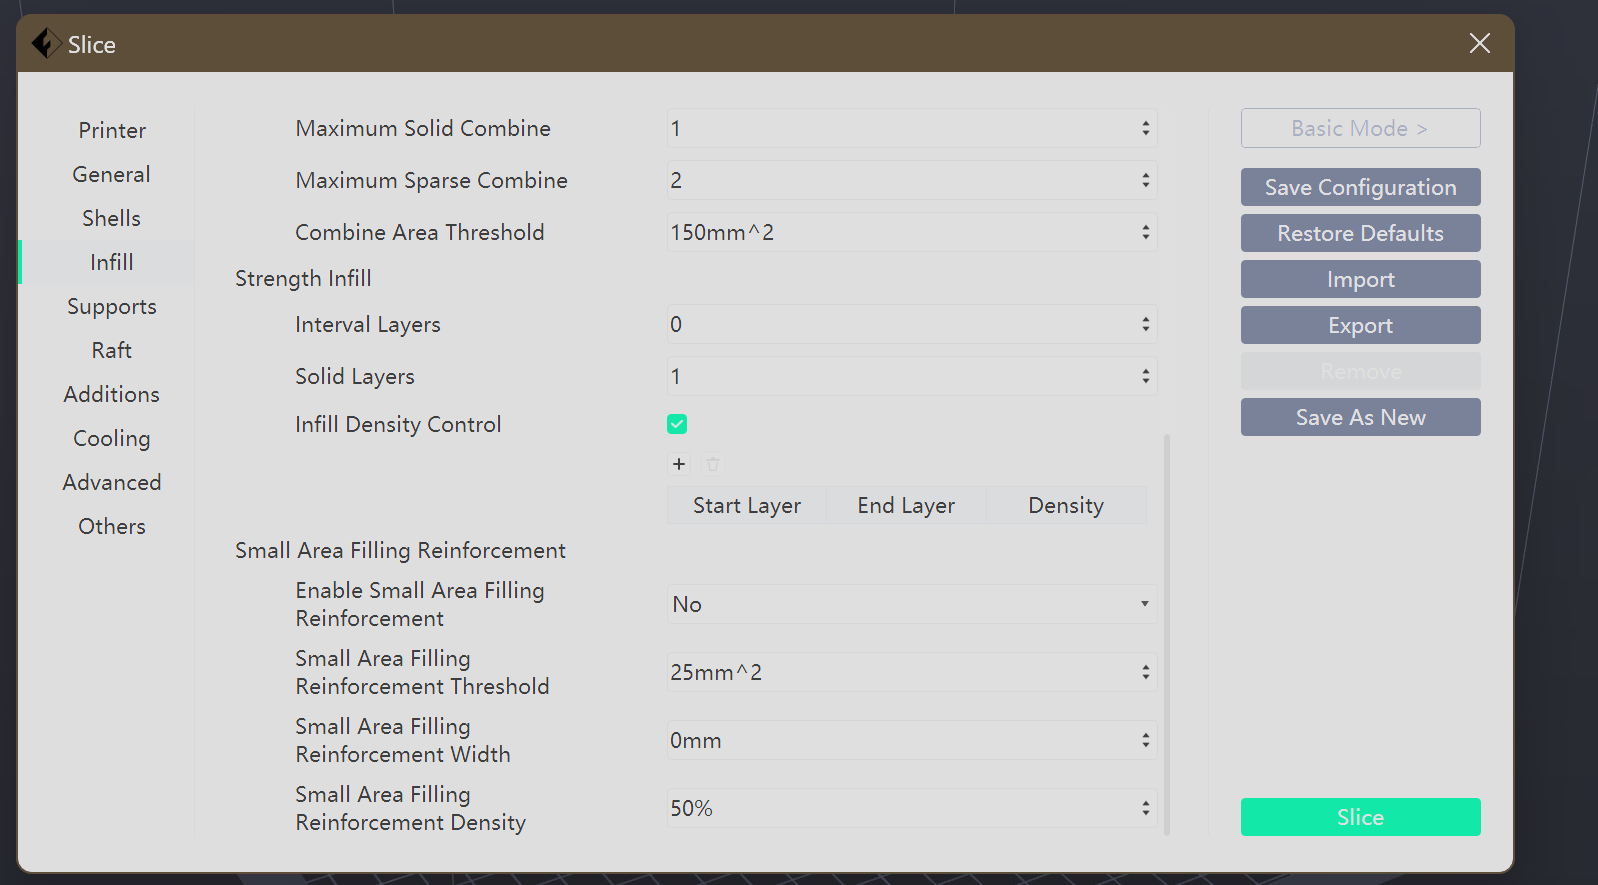 Slice
Printer
General
Shells
Infill
Supports
Raft
Additions
Cooling
Advanced
Others
Maximum Solid Combine 1
Maximum Sparse Combine 2
Combine Area Threshold 150mm^2
Strength Infill
Interval Layers 0
Solid Layers 1
Infill Density Control
+
Start Layer End Layer Density
Small Area Filling Reinforcement
Enable Small Area Filling
Reinforcement
No
Small Area Filling
Reinforcement Threshold
25mm^2
Small Area Filling
Reinforcement Width
0mm
Small Area Filling
Reinforcement Density
50%
Basic Mode >
Save Configuration
Restore Defaults
Import
Export
Remove
Save As New
Slice